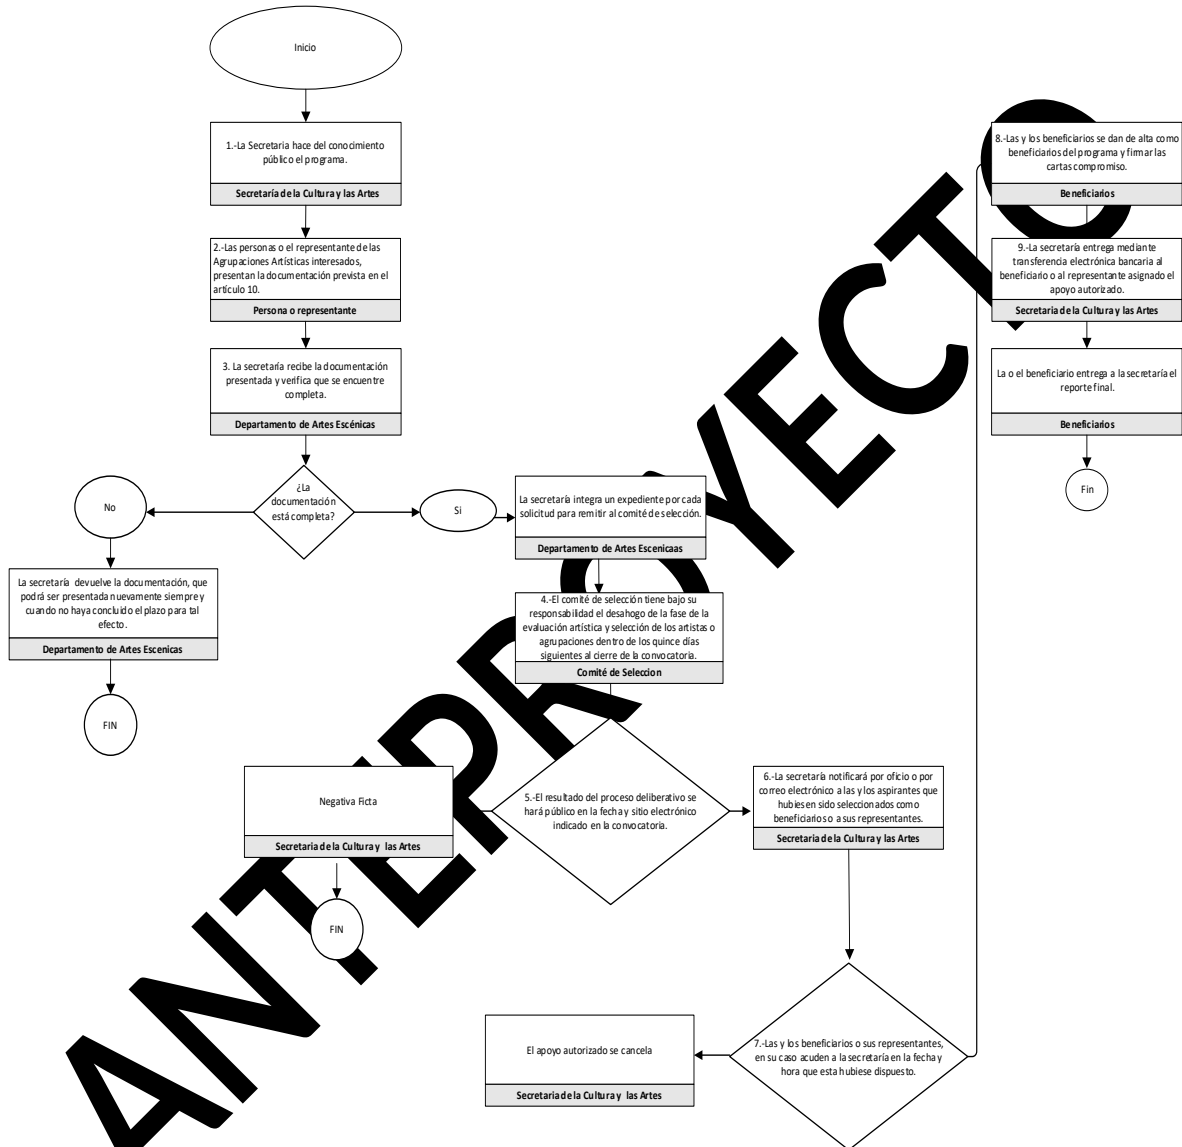 Inicio
1.-La Secretaria hace del conocimiento
público el programa.
Secretaría de la Cultura y las Artes
2.-Las personas o el representante de las
Agrupaciones Artísticas interesados,
presentan la documentación prevista en el
artículo 10.
Persona o representante
3. La secretaría recibe la documentación
presentada y verifica que se encuentre
completa.
Departamento de Artes Escénicas
¿La
documentación
está completa?
No
La secretaría devuelve la documentación, que
podrá ser presentada nuevamente siempre y
cuando no haya concluido el plazo para tal
efecto.
Departamento de Artes Escenicas
FIN
Si
La secretaría integra un expediente por cada
solicitud para remitir al comité de selección.
Departamento de Artes Escenicaas
4.-El comité de selección tiene bajo su
responsabilidad el desahogo de la fase de la
evaluación artística y selección de los artistas o
agrupaciones dentro de los quince días
siguientes al cierre de la convocatoria.
Comité de Seleccion
5.-El resultado del proceso deliberativo se
hará público en la fecha y sitio electrónico
indicado en la convocatoria.
Negativa Ficta
Secretaria de la Cultura y las Artes
FIN
6.-La secretaría notificará por oficio o por
correo electrónico a las y los aspirantes que
hubiesen sido seleccionados como
beneficiarios o a sus representantes.
Secretaria de la Cultura y las Artes
7.-Las y los beneficiarios o sus representantes,
en su caso acuden a la secretaría en la fecha y
hora que esta hubiese dispuesto.
El apoyo autorizado se cancela
Secretaria de la Cultura y las Artes
8.-Las y los beneficiarios se dan de alta como
beneficiarios del programa y firmar las
cartas compromiso.
Beneficiarios
9.-La secretaría entrega mediante
transferencia electrónica bancaria al
beneficiario o al representante asignado el
apoyo autorizado.
Secretaria de la Cultura y las Artes
La o el beneficiario entrega a la secretaría el
reporte final.
Beneficiarios
Fin
ANTEPROYECTO